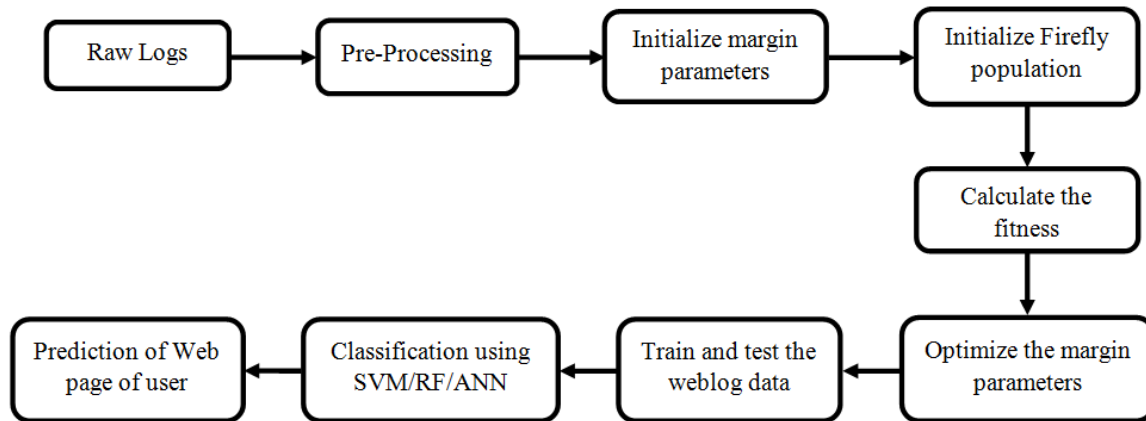 Raw Logs
Pre-Processing
Initialize margin
parameters
Initialize Firefly
population
Calculate the
fitness
Optimize the margin
parameters
Train and test the
weblog data
Classification using
SVM/RF/ANN
Prediction of Web
page of user